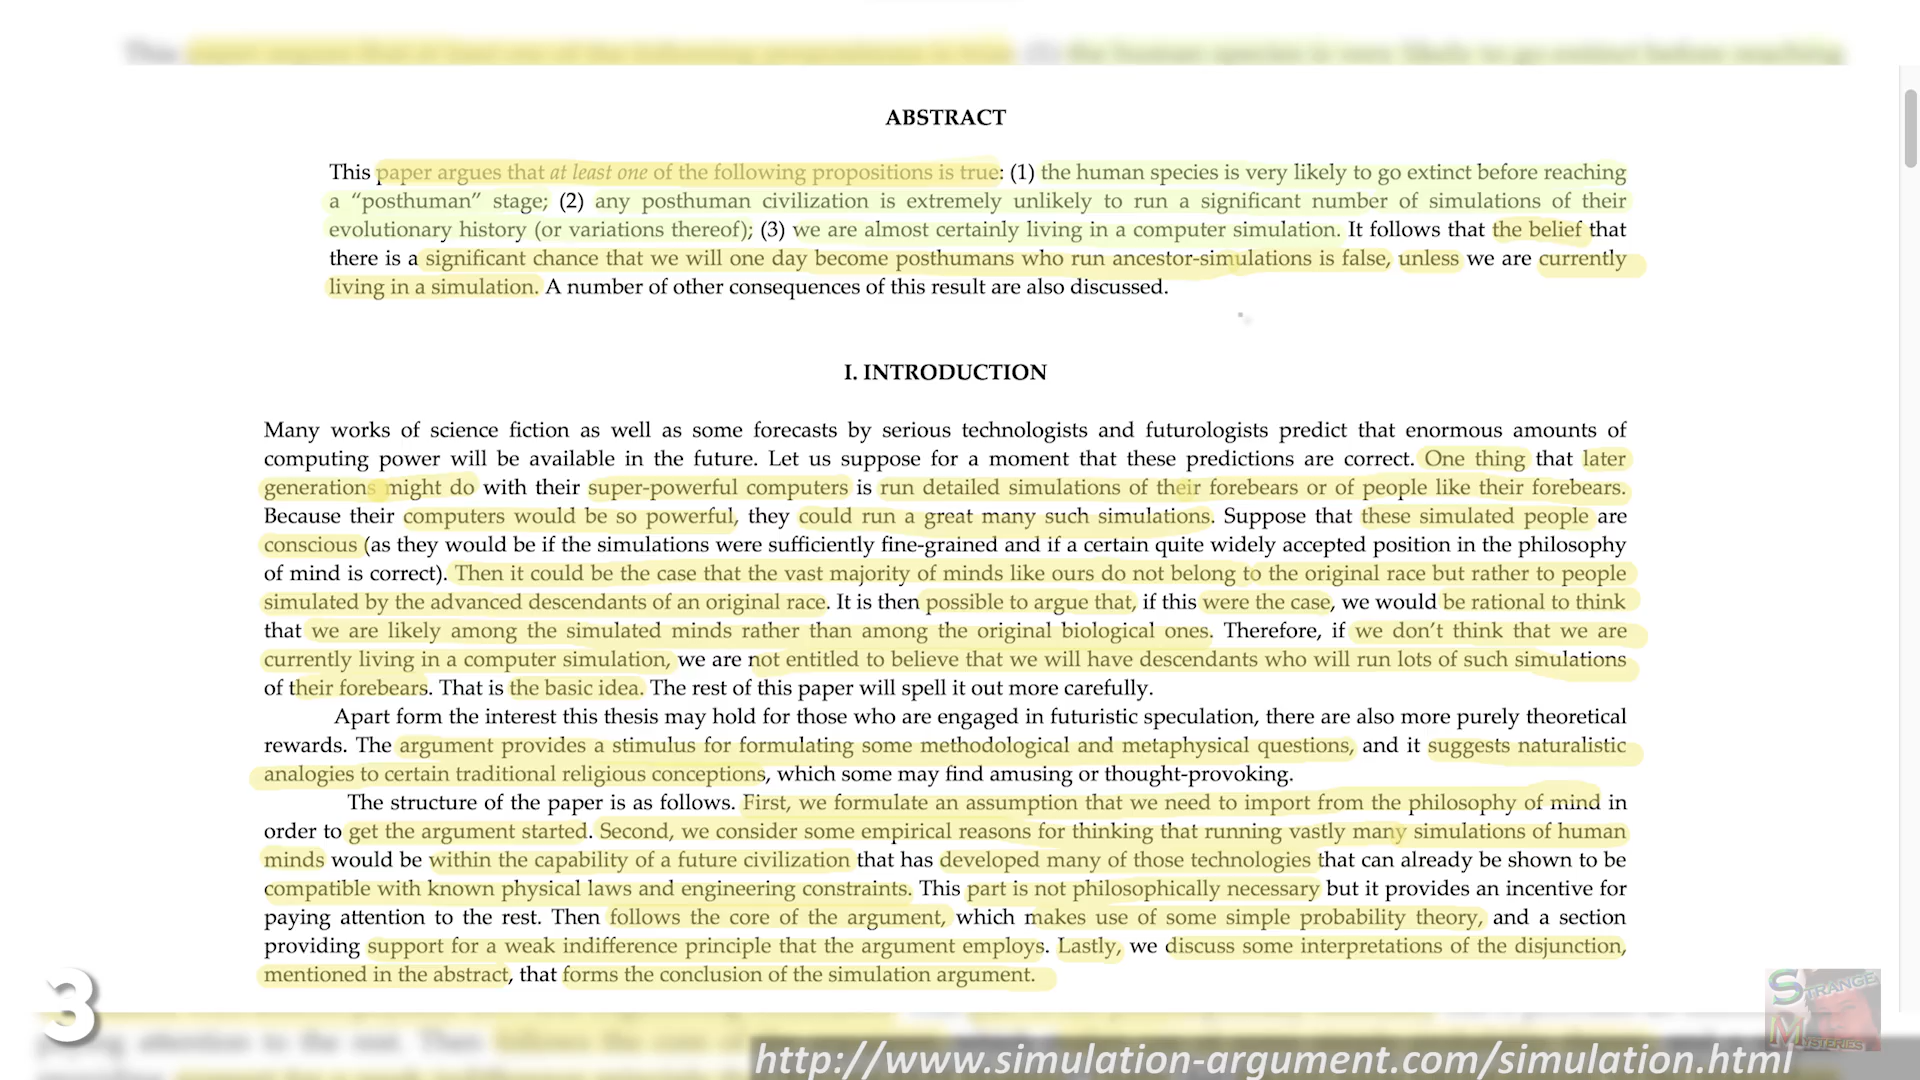 This paper argues that at least one of the following propositions is true: (1) the human species is very likely to go extinct before reaching
ABSTRACT
This paper argues that at least one of the following propositions is true: (1) the human species is very likely to go extinct before reaching
a “posthuman” stage; (2) any posthuman civilization is extremely unlikely to run a significant number of simulations of their
evolutionary history (or variations thereof); (3) we are almost certainly living in a computer simulation. It follows that the belief that
there is a significant chance that we will one day become posthumans who run ancestor-simulations is false, unless we are currently
living in a simulation. A number of other consequences of this result are also discussed.
I. INTRODUCTION
Many works of science fiction as well as some forecasts by serious technologists and futurologists predict that enormous amounts of
computing power will be available in the future. Let us suppose for a moment that these predictions are correct. One thing that later
generations might do with their super-powerful computers is run detailed simulations of their forebears or of people like their forebears.
Because their computers would be so powerful, they could run a great many such simulations. Suppose that these simulated people are
conscious (as they would be if the simulations were sufficiently fine-grained and if a certain quite widely accepted position in the philosophy
of mind is correct). Then it could be the case that the vast majority of minds like ours do not belong to the original race but rather to people
simulated by the advanced descendants of an original race. It is then possible to argue that, if this were the case, we would be rational to think
that we are likely among the simulated minds rather than among the original biological ones. Therefore, if we don’t think that we are
currently living in a computer simulation, we are not entitled to believe that we will have descendants who will run lots of such simulations
of their forebears. That is the basic idea. The rest of this paper will spell it out more carefully.
Apart form the interest this thesis may hold for those who are engaged in futuristic speculation, there are also more purely theoretical
rewards. The argument provides a stimulus for formulating some methodological and metaphysical questions, and it suggests naturalistic
analogies to certain traditional religious conceptions, which some may find amusing or thought-provoking.
The structure of the paper is as follows. First, we formulate an assumption that we need to import from the philosophy of mind in
order to get the argument started. Second, we consider some empirical reasons for thinking that running vastly many simulations of human
minds would be within the capability of a future civilization that has developed many of those technologies that can already be shown to be
compatible with known physical laws and engineering constraints. This part is not philosophically necessary but it provides an incentive for
paying attention to the rest. Then follows the core of the argument, which makes use of some simple probability theory, and a section
providing support for a weak indifference principle that the argument employs. Lastly, we discuss some interpretations of the disjunction,
mentioned in the abstract, that forms the conclusion of the simulation argument.
3
STRANGE
MYSTERIES
http://www.simulation-argument.com/simulation.html